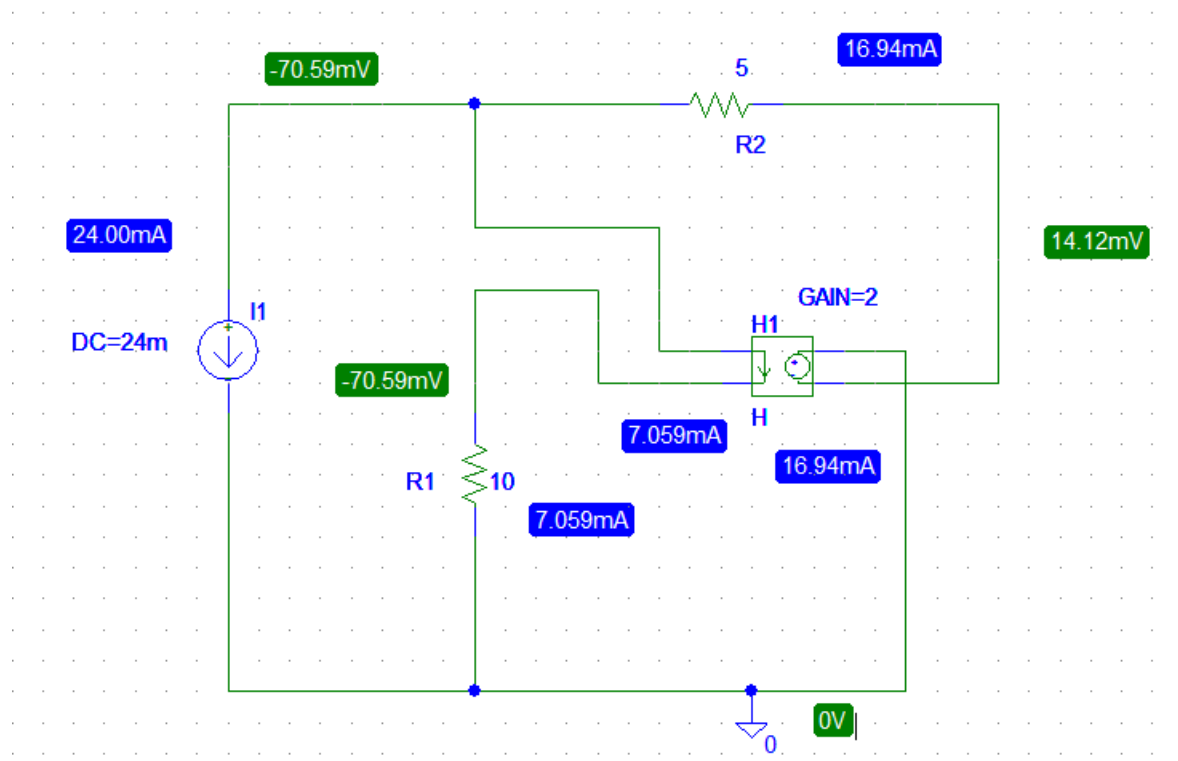 16.94mA
-70.59mV
5
R2
24.00mA
14.12mV
GAIN=2
I1
H1
DC=24m
-70.59mV
H
7.059mA
16.94mA
R1
10
7.059mA
0V
0